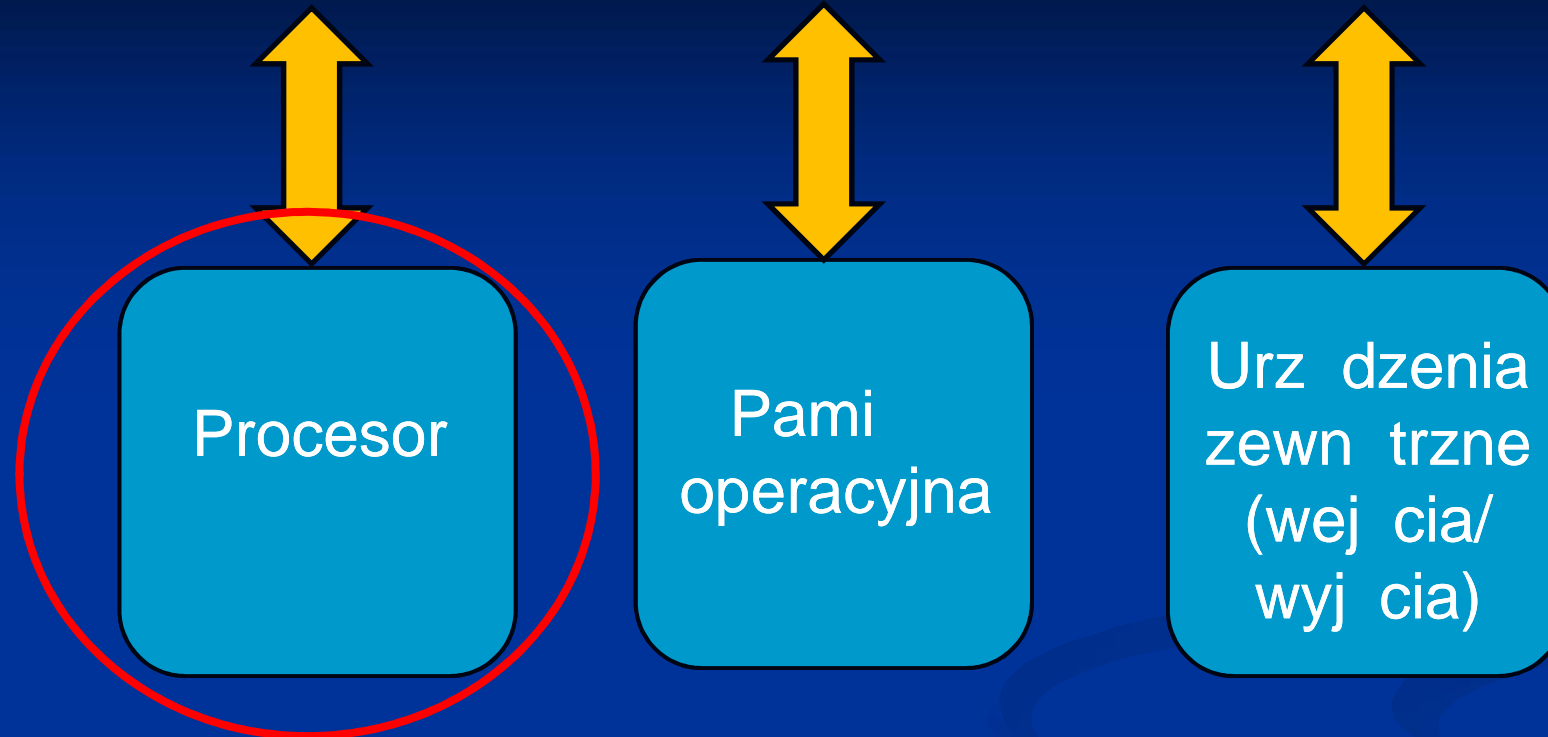 Procesor
Pami
operacyjna
Urz dzenia
zewn trzne
(wej cia/
wyj cia)